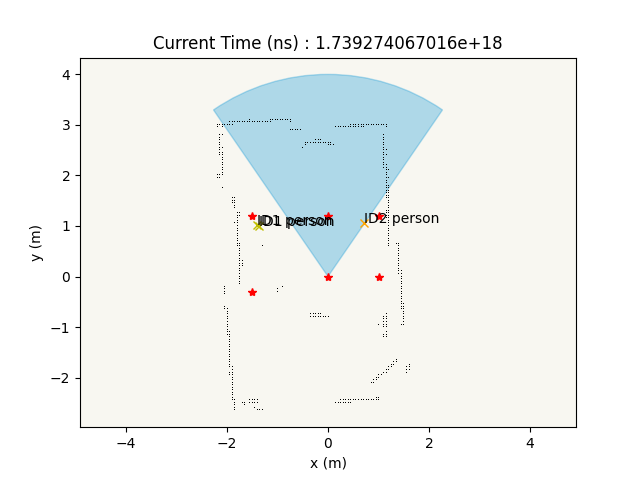 Current Time (ns) : 1.739274067016e+18
4
3
2
1
0
−1
−2
y (m)
ID1 person
ID2 person
−4
−2
0
2
4
x (m)